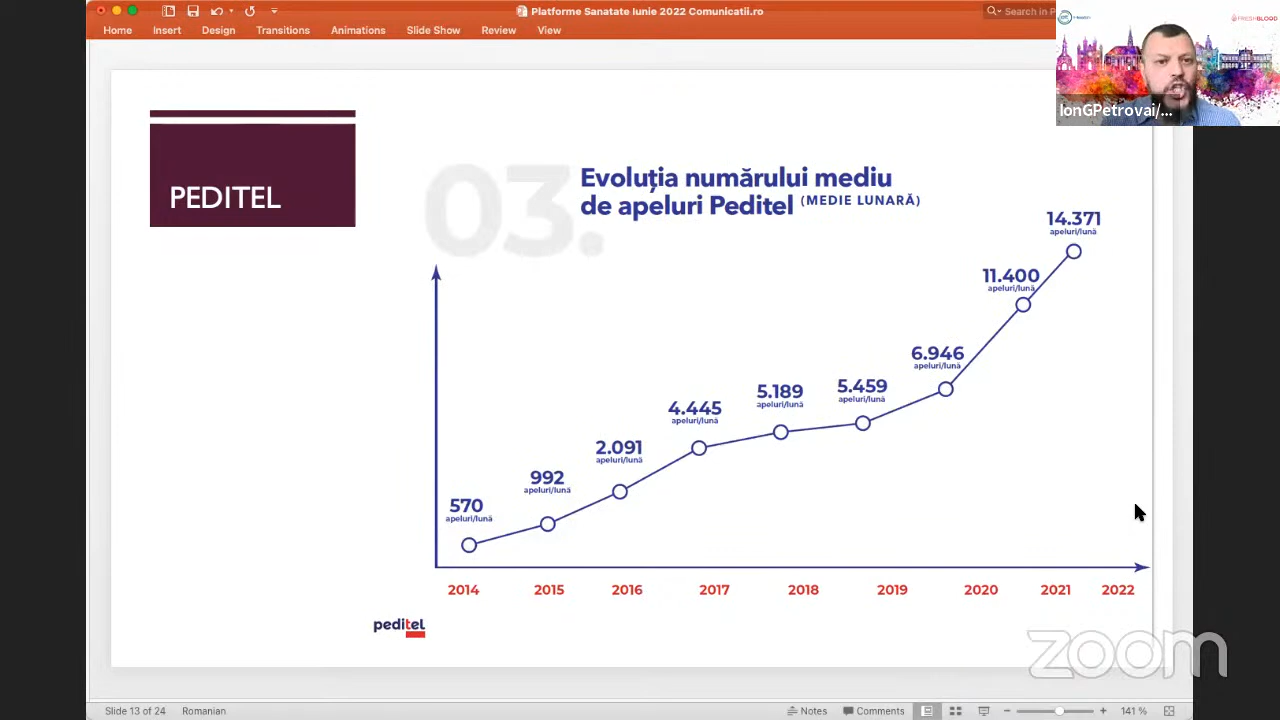 Platforme Sanatate Iunie 2022 Comunicatii.ro
Search in P
Home Insert Design Transitions Animations Slide Show Review View
FRESHBLOOD
IonGPetrovai/...
PEDITEL
03.
Evoluția numărului mediu
de apeluri Peditel (MEDIE LUNARĂ)
14.371
apeluri/lună
11.400
apeluri/lună
6.946
apeluri/lună
5.459
apeluri/lună
5.189
apeluri/lună
4.445
apeluri/lună
2.091
apeluri/lună
992
apeluri/lună
570
apeluri/lună
2014 2015 2016 2017 2018 2019 2020 2021 2022
peditel
zoom
Slide 13 of 24 Romanian Notes Comments 141 %